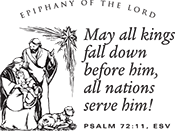 EPIPHANY OF THE LORD
May all kings
fall down
before him,
all nations
serve him!
PSALM 72:11, ESV